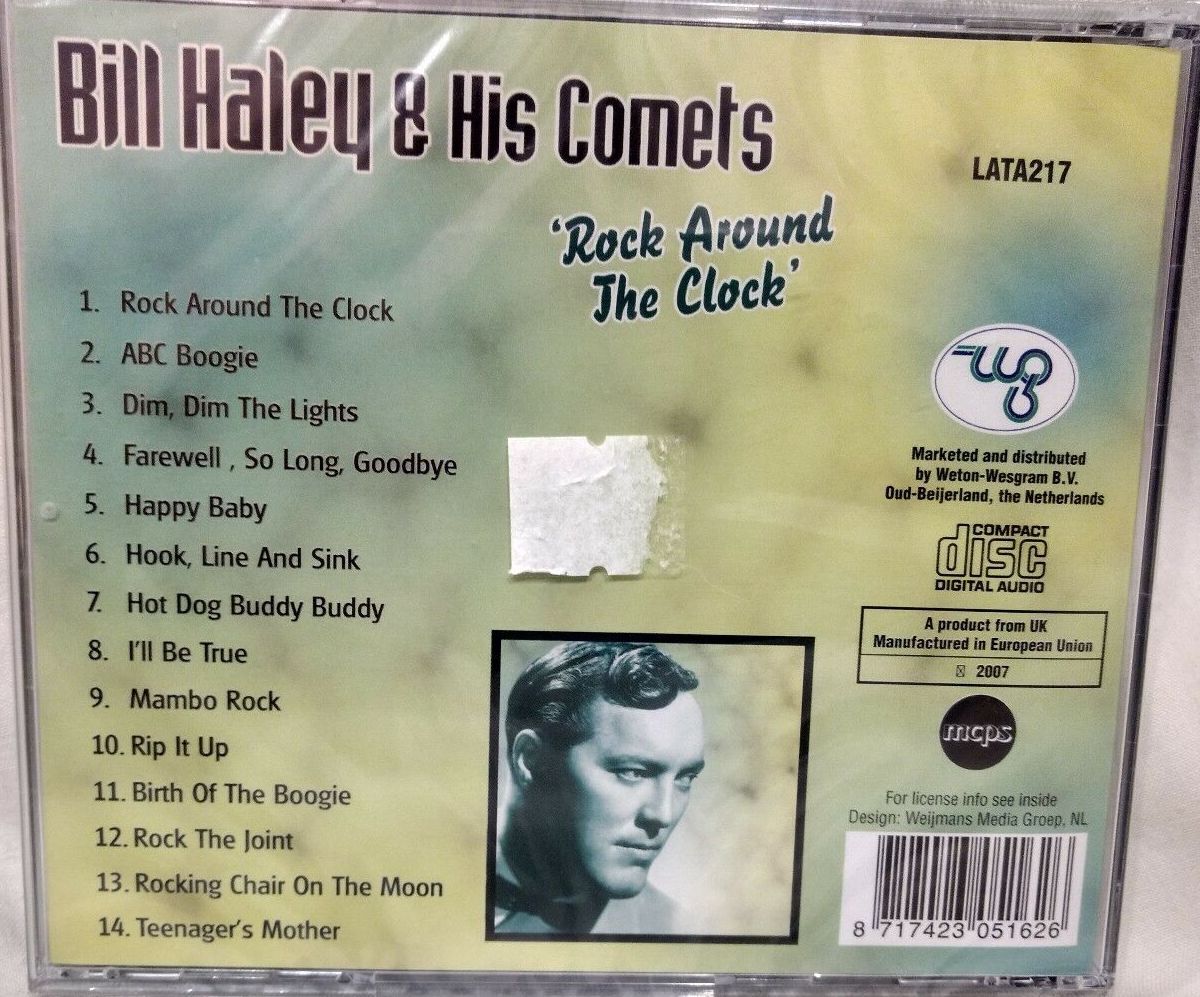 Bill Haley & His Comets
LATA217
'Rock Around
The Clock'
1. Rock Around The Clock
2. ABC Boogie
3. Dim, Dim The Lights
4. Farewell , So Long, Goodbye
5. Happy Baby
6. Hook, Line And Sink
7. Hot Dog Buddy Buddy
8. I'll Be True
9. Mambo Rock
10. Rip It Up
11. Birth Of The Boogie
12. Rock The Joint
13. Rocking Chair On The Moon
14. Teenager's Mother
Marketed and distributed
by Weton-Wesgram B.V.
Oud-Beijerland, the Netherlands
COMPACT
disc
DIGITAL AUDIO
A product from UK
Manufactured in European Union
2007
mcps
For license info see inside
Design: Weijmans Media Groep, NL
8 717423 051626